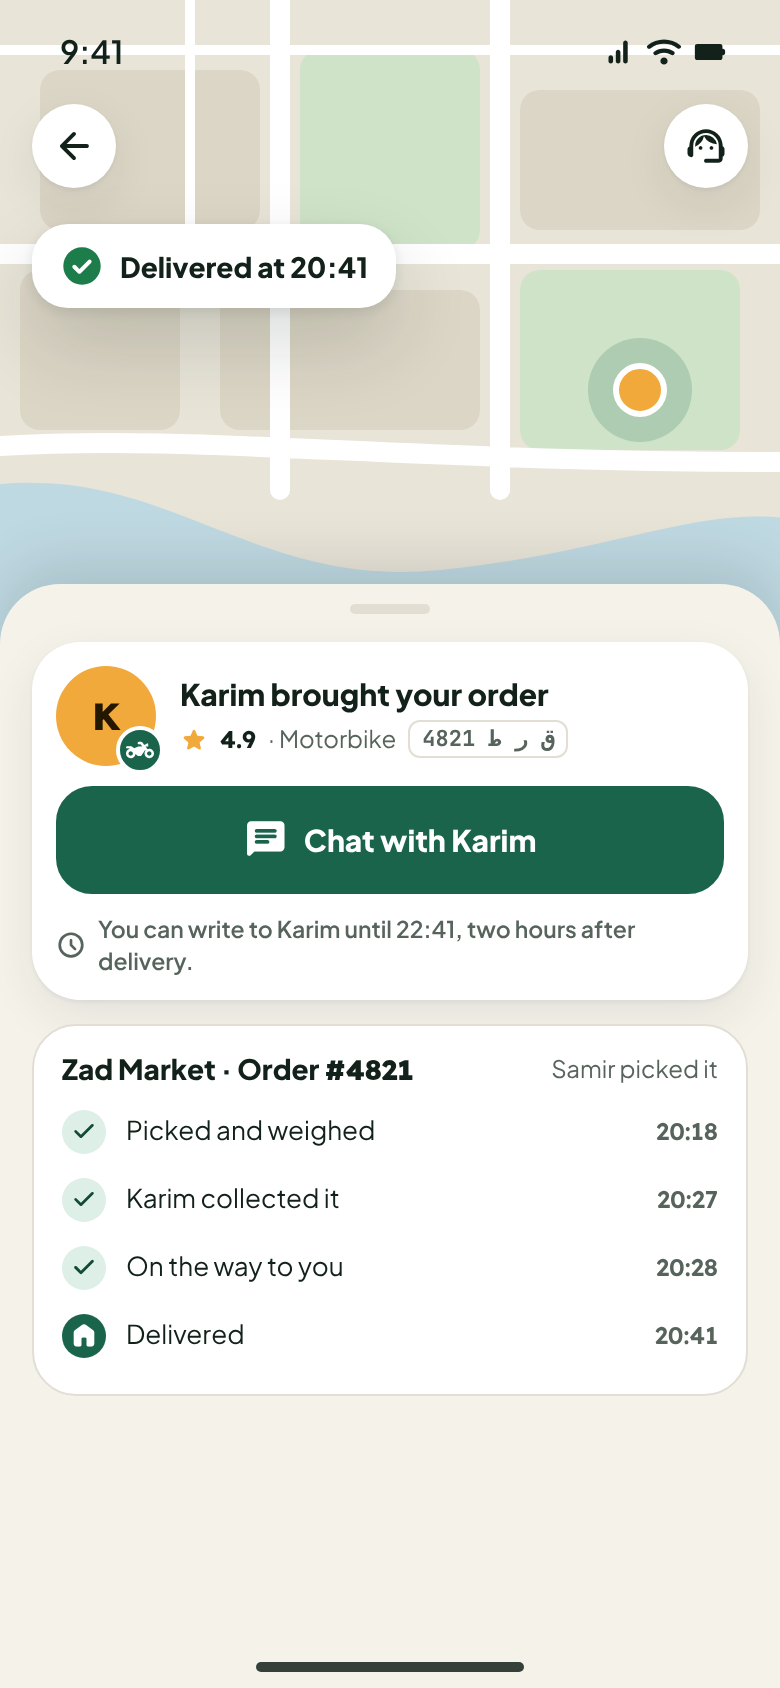 9:41
Delivered at 20:41
Karim brought your order
K
4.9 · Motorbike ق ر ط 4821
Chat with Karim
You can write to Karim until 22:41, two hours after
delivery.
Zad Market · Order #4821 Samir picked it
Picked and weighed 20:18
Karim collected it 20:27
On the way to you 20:28
Delivered 20:41